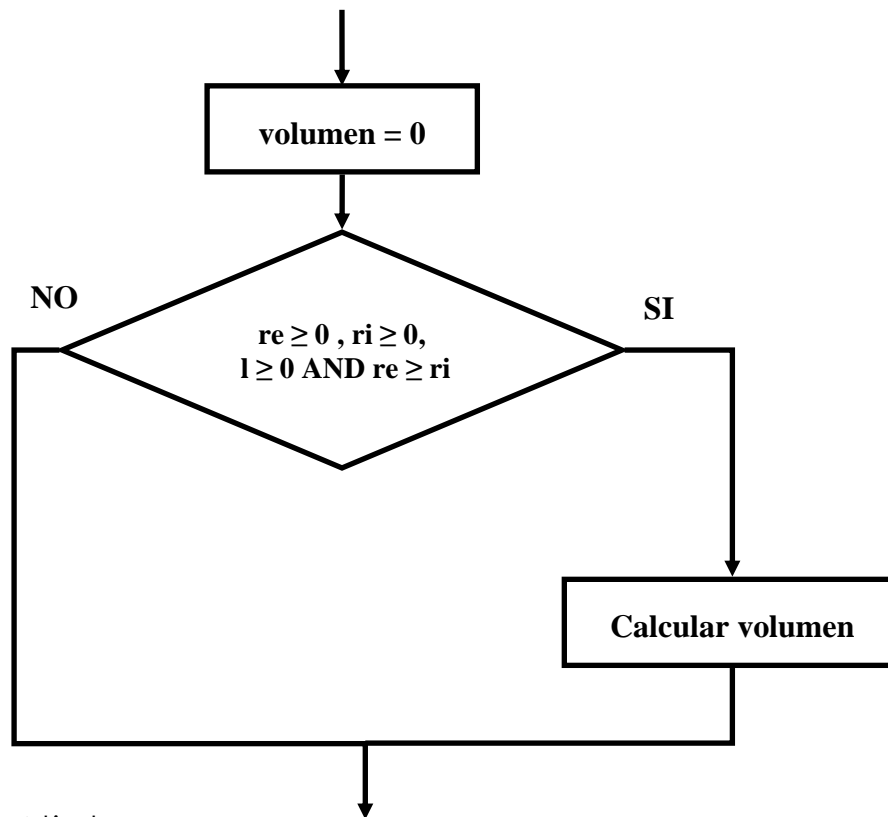 volumen = 0
NO
SI
re ≥ 0 , ri ≥ 0,
l ≥ 0 AND re ≥ ri
Calcular volumen